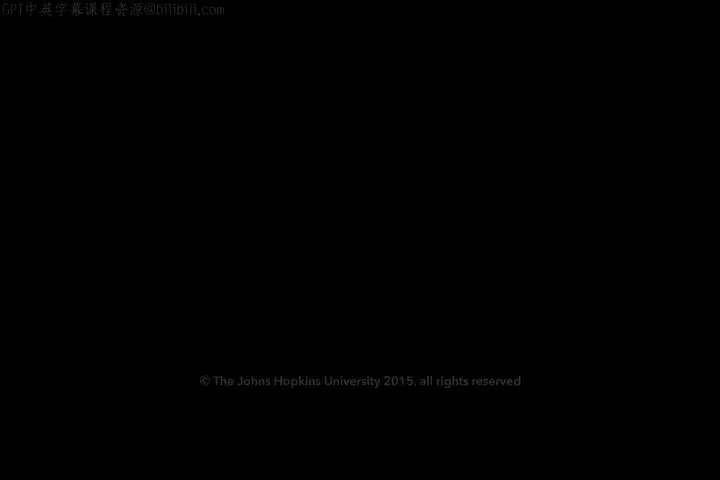 GPT中英字幕课程资源@bilibili.com
© The Johns Hopkins University 2015, all rights reserved